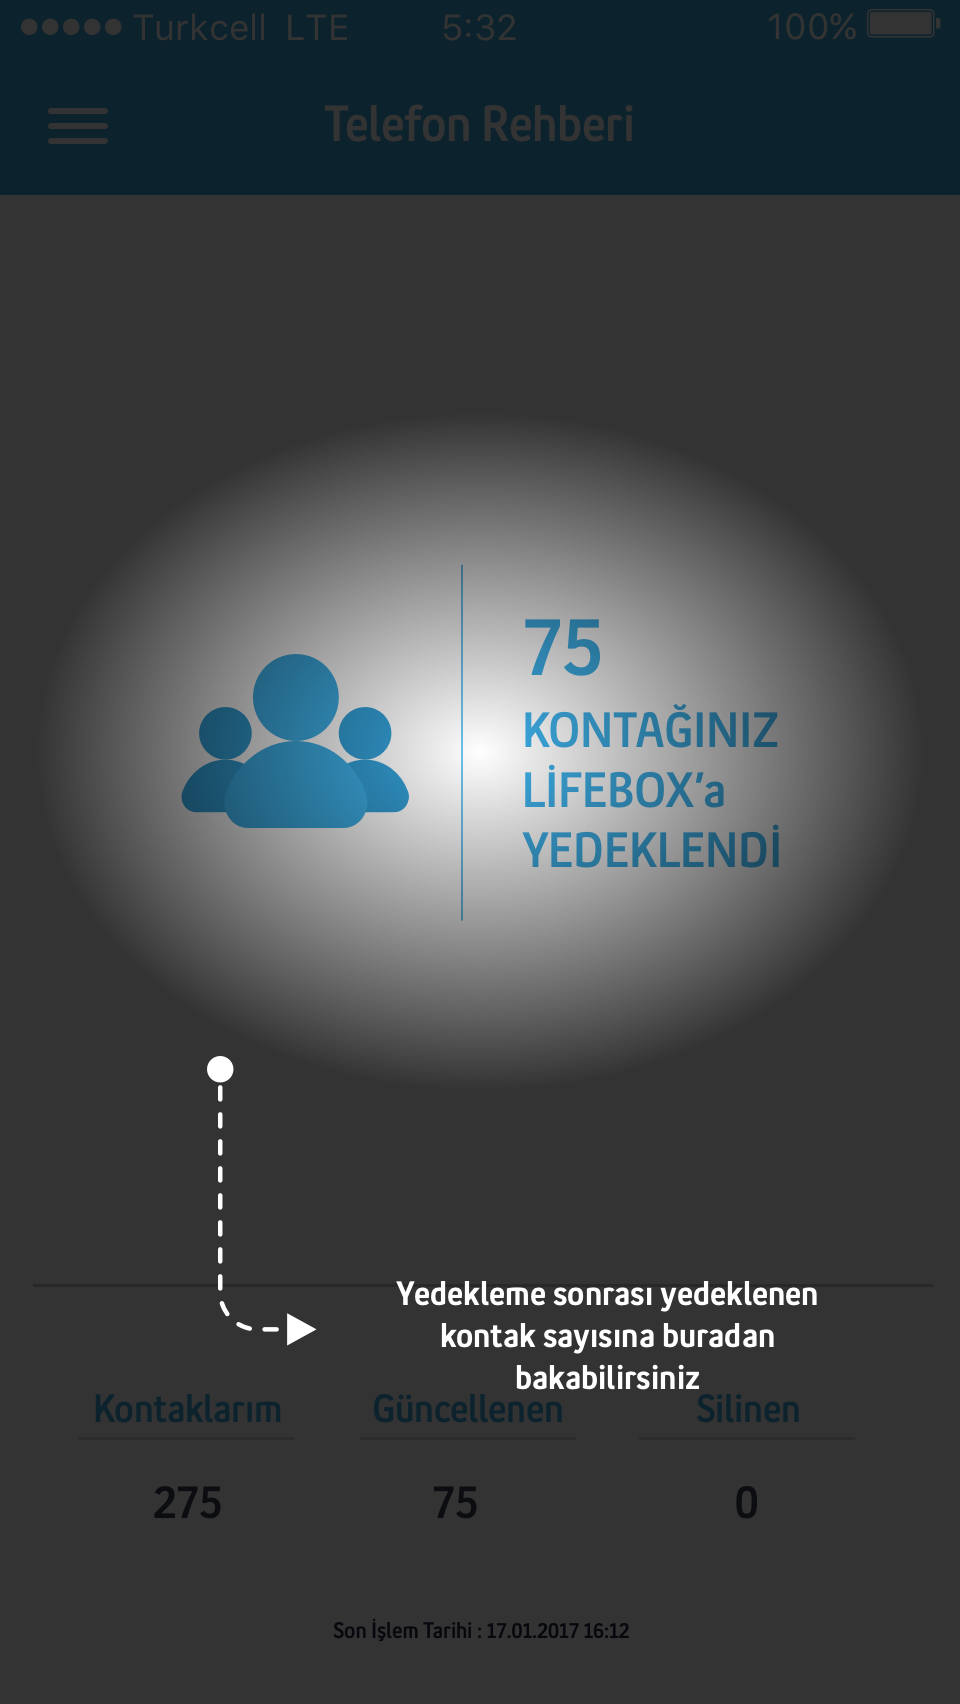 Turkcell LTE 5:32 100%
Telefon Rehberi
75
KONTAĞINIZ
LİFEBOX'a
YEDEKLENDİ
Yedekleme sonrası yedeklenen
kontak sayısına buradan
bakabilirsiniz
Kontaklarım Güncellenen Silinen
275 75 0
Son İşlem Tarihi : 17.01.2017 16:12